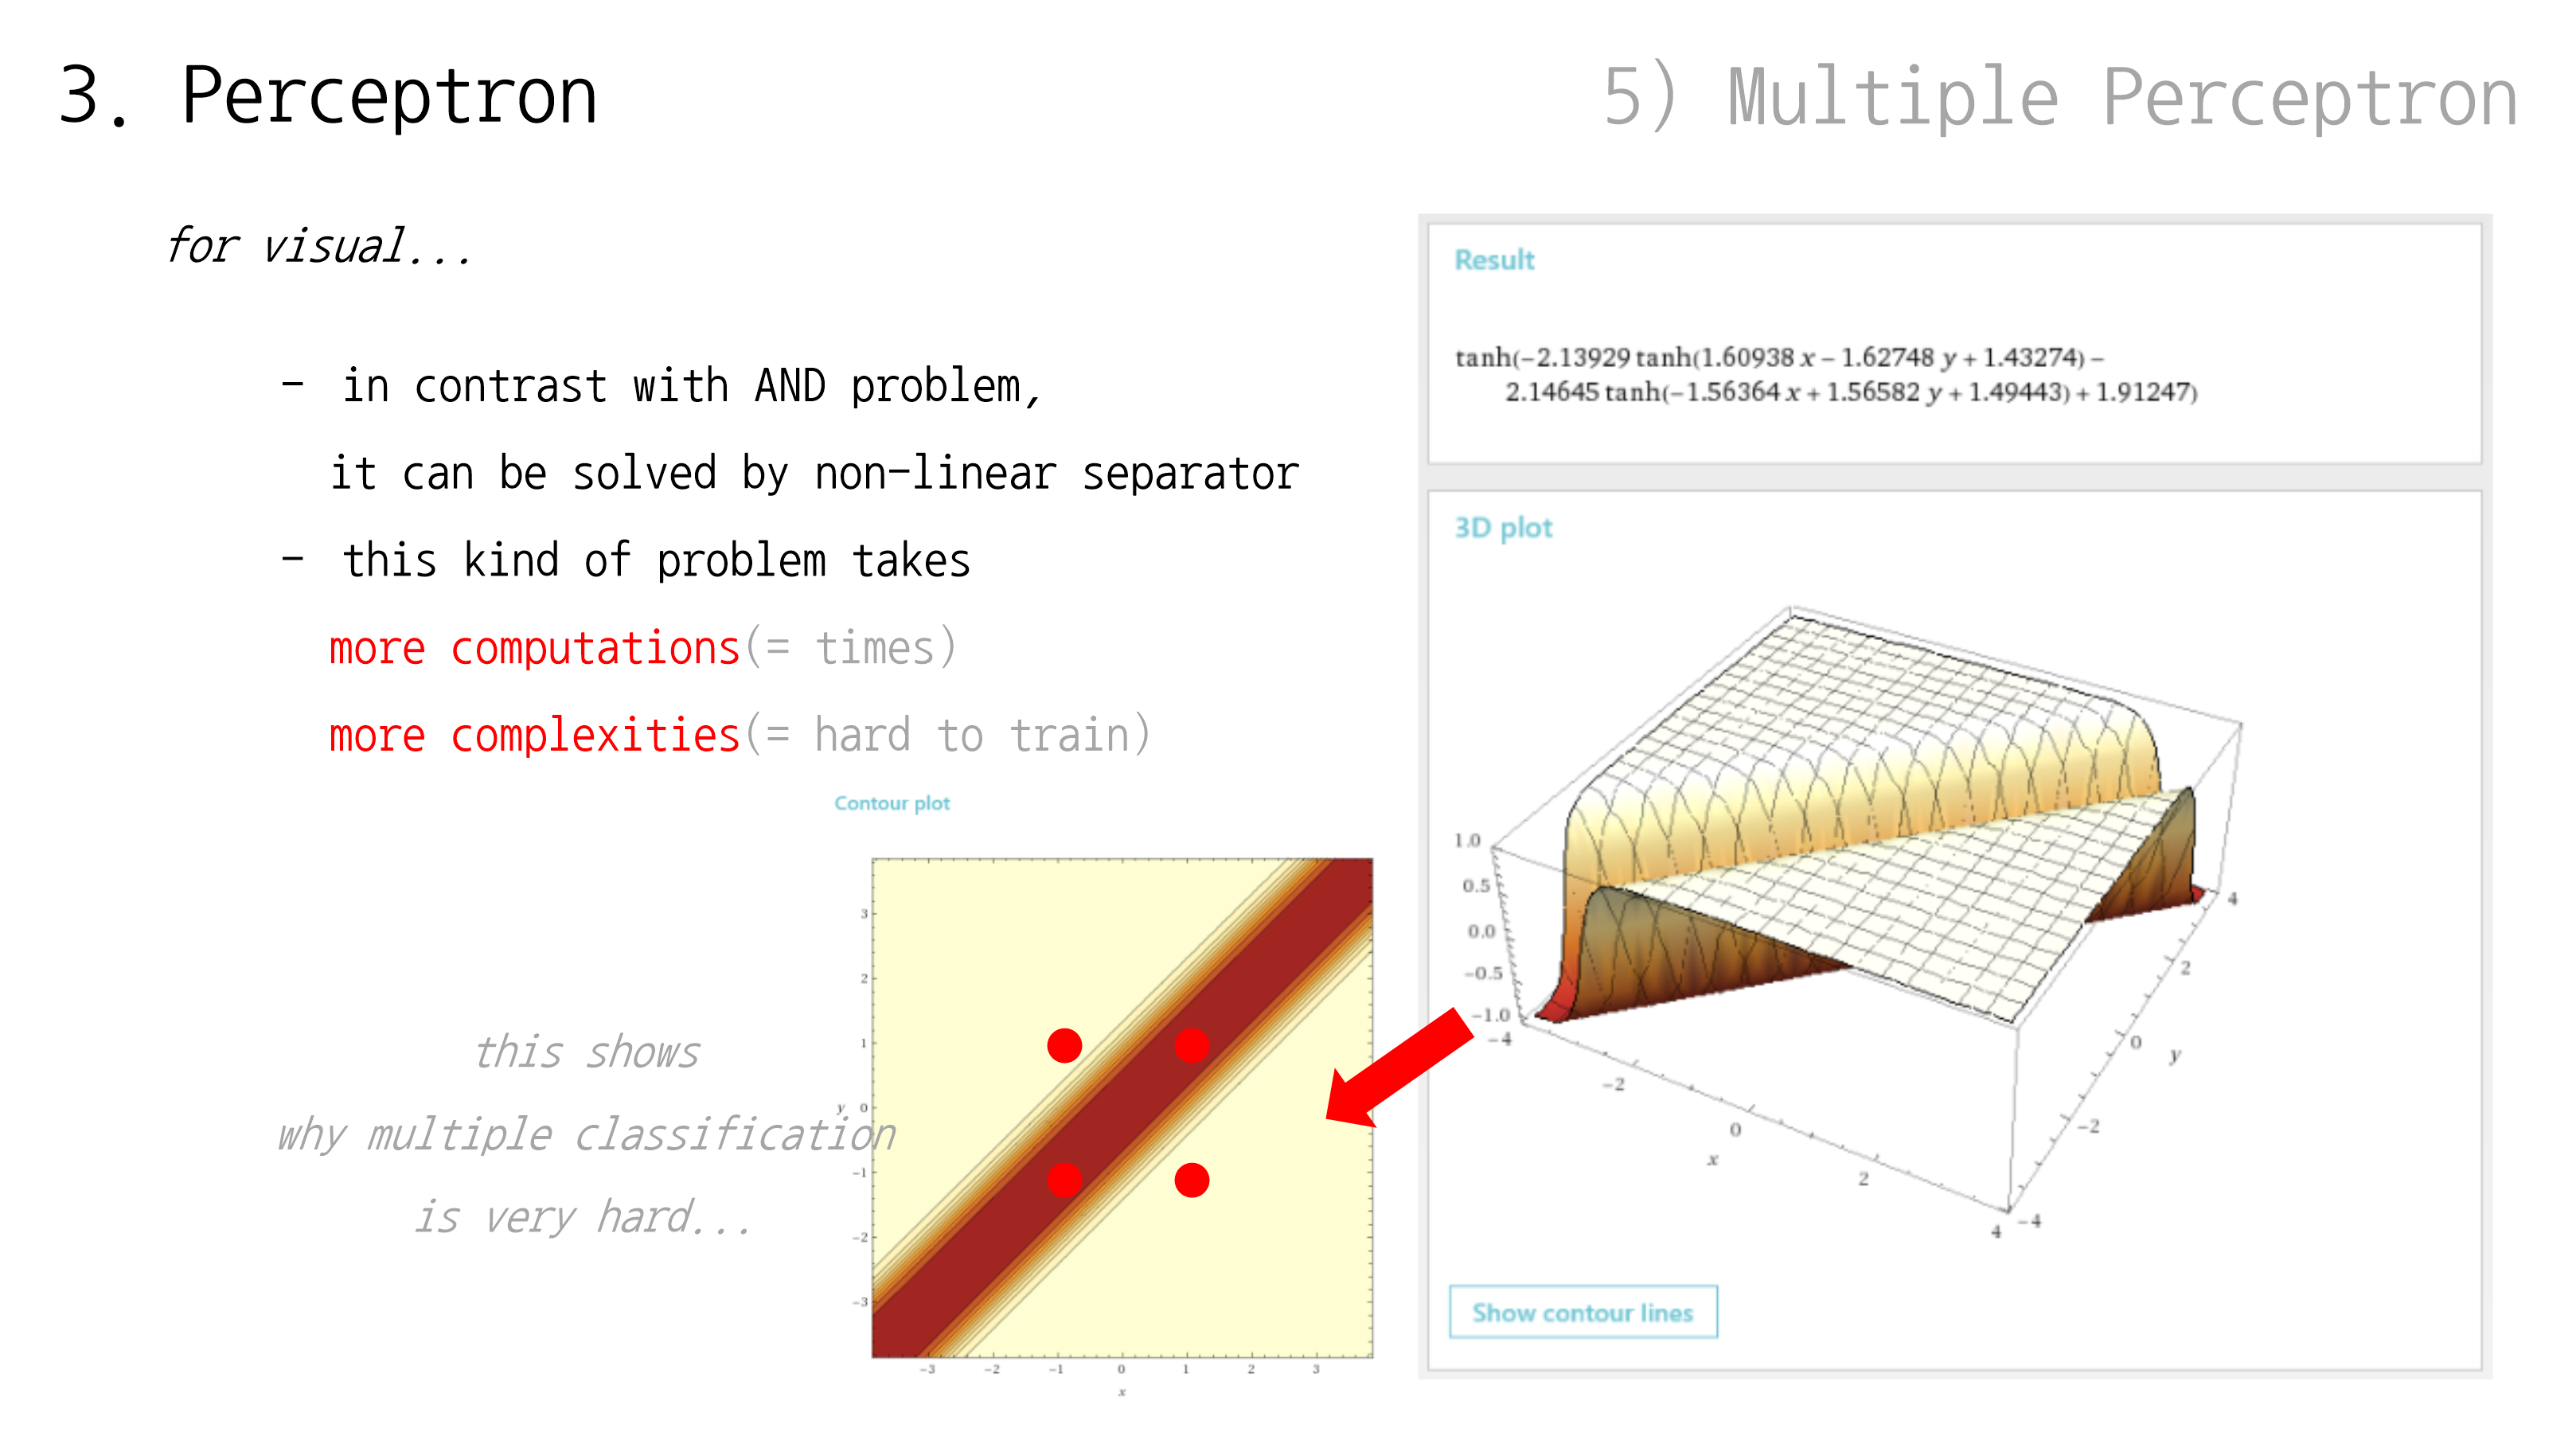 3. Perceptron
5) Multiple Perceptron
for visual...
- in contrast with AND problem,
it can be solved by non-linear separator
- this kind of problem takes
more computations(= times)
more complexities(= hard to train)
Contour plot
3
2
1
y 0
-1
-2
-3
-3 -2 -1 0 1 2 3
x
this shows
why multiple classification
is very hard...
Result
tanh(-2.13929 tanh(1.60938 x - 1.62748 y + 1.43274) -
2.14645 tanh(-1.56364 x + 1.56582 y + 1.49443) + 1.91247)
3D plot
1.0
0.5
0.0
-0.5
-1.0
-4
-2
0
x
2
4
-4
-2
0
y
2
4
Show contour lines